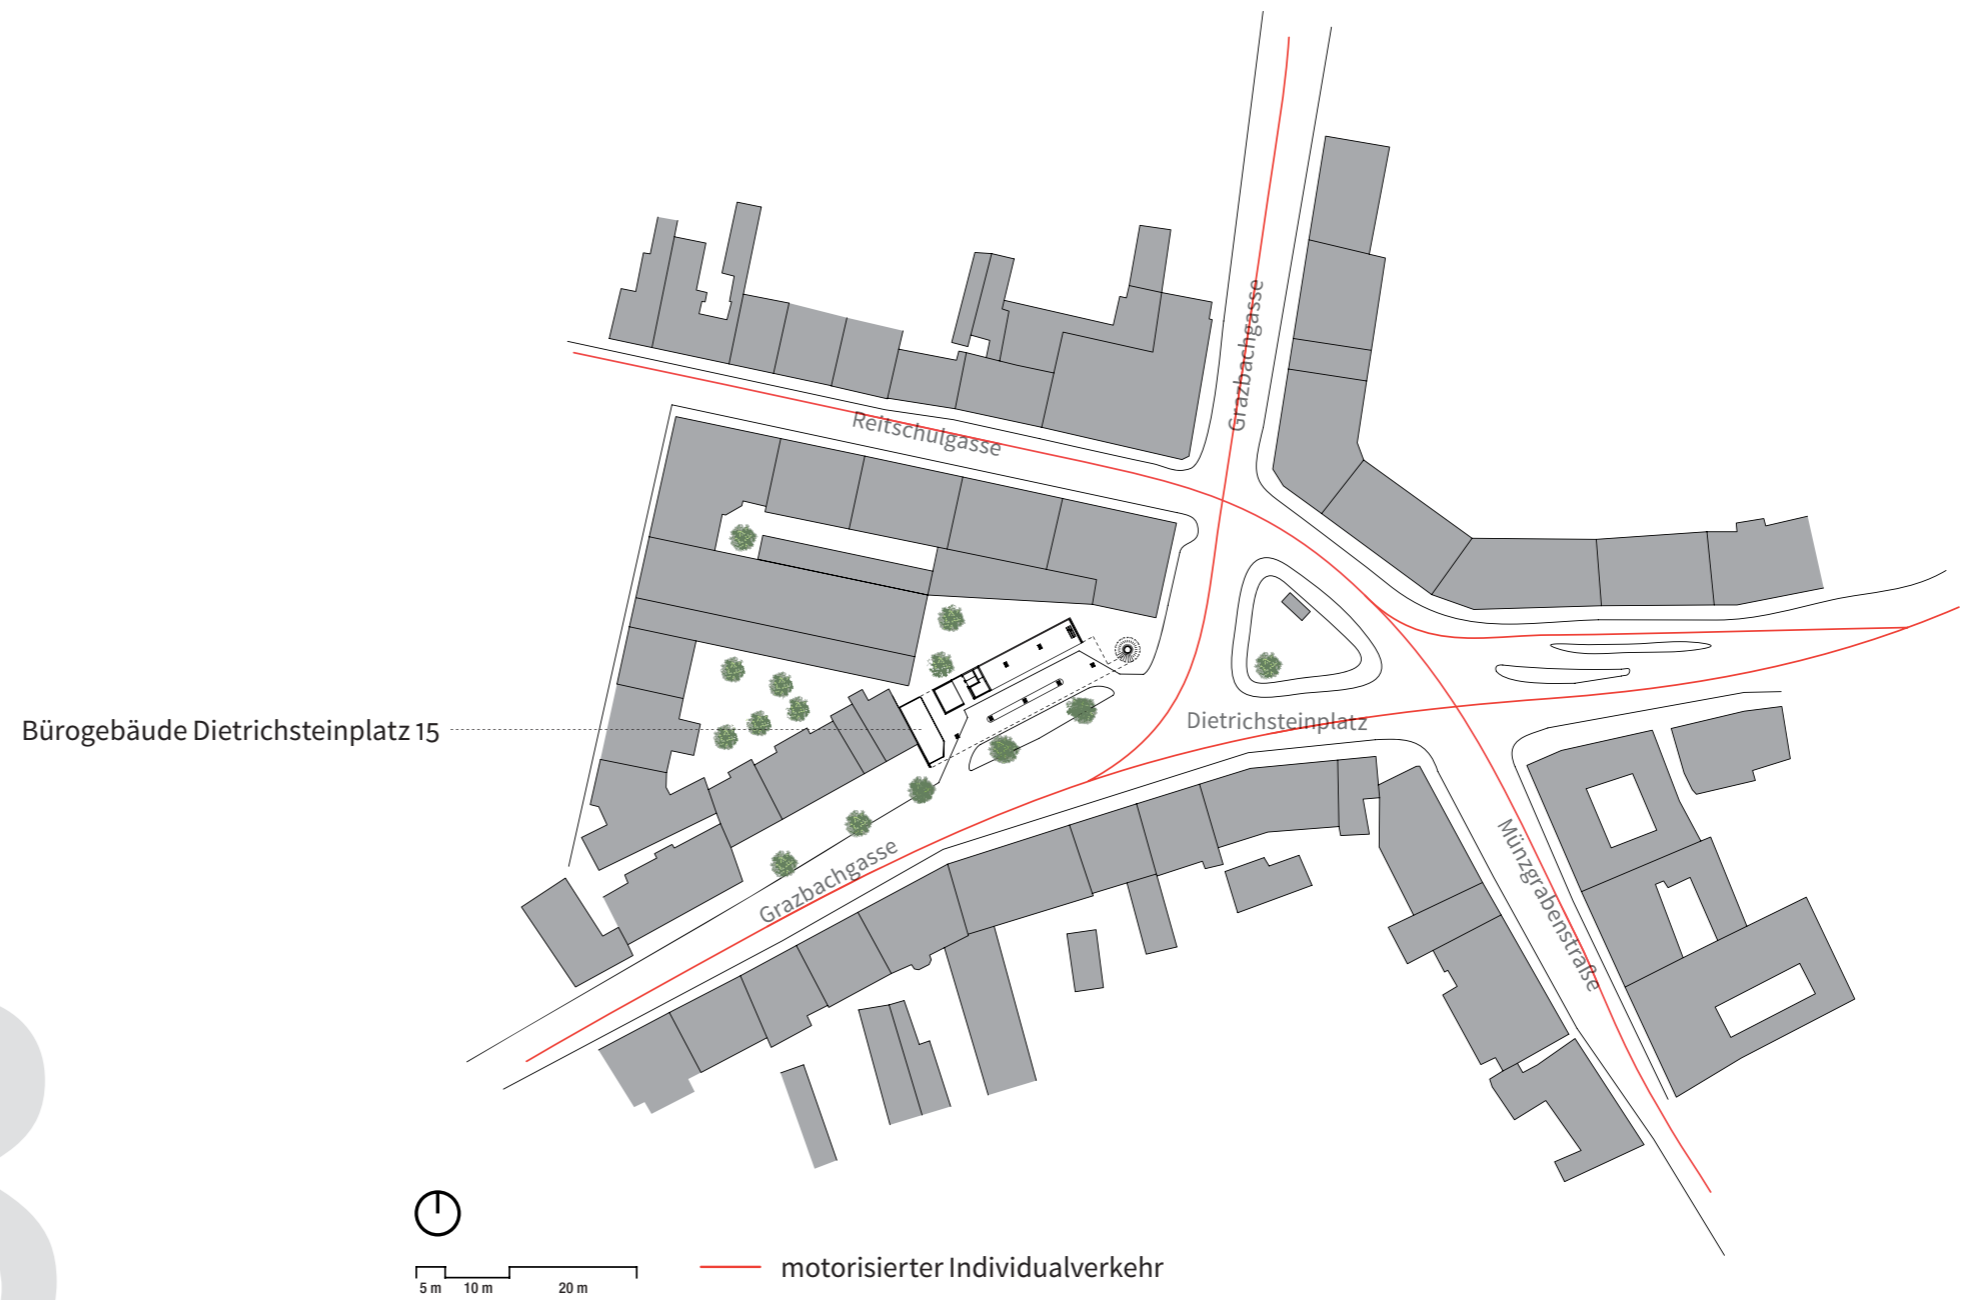 Grazbachgasse
Reitschulgasse
Dietrichsteinplatz
Bürogebäude Dietrichsteinplatz 15
Grazbachgasse
Münzgrabenstraße
motorisierter Individualverkehr
5 m 10 m 20 m